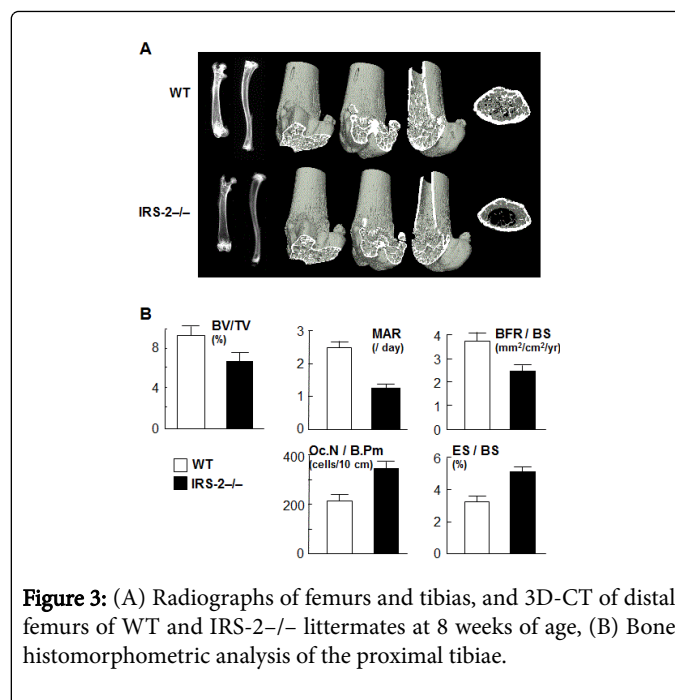 A
WT
IRS-2–/–
B
BV/TV
(%)
8
4
0
MAR
(/ day)
3
2
1
0
BFR / BS
(mm²/cm²/yr)
4
3
2
1
0
WT
IRS-2–/–
Oc.N / B.Pm
(cells/10 cm)
400
200
0
ES / BS
(%)
6
4
2
0
Figure 3: (A) Radiographs of femurs and tibias, and 3D-CT of distal
femurs of WT and IRS-2–/– littermates at 8 weeks of age, (B) Bone
histomorphometric analysis of the proximal tibiae.